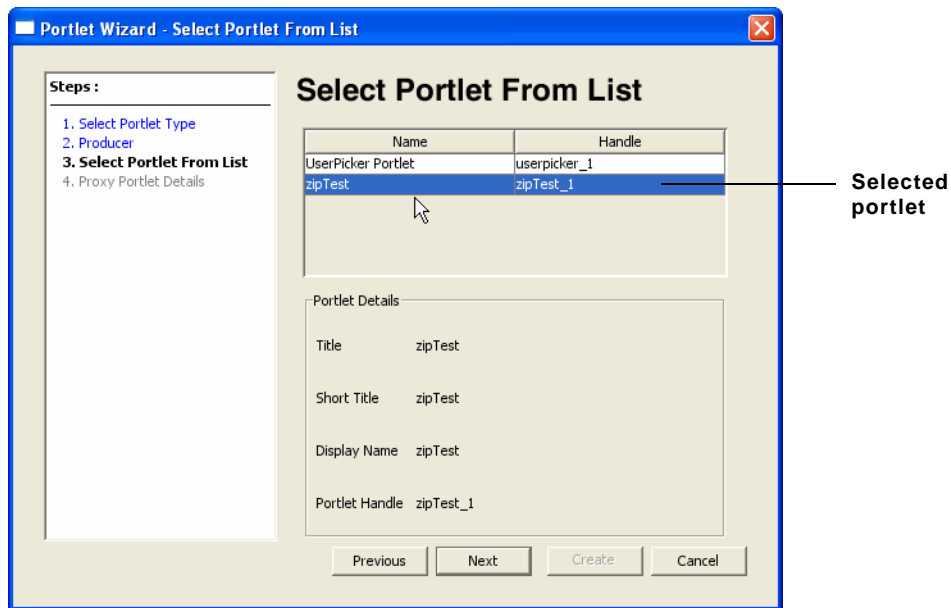 Portlet Wizard - Select Portlet From List
Steps :
1. Select Portlet Type
2. Producer
3. Select Portlet From List
4. Proxy Portlet Details
Select Portlet From List
Name Handle
UserPicker Portlet userpicker_1
zipTest zipTest_1
Selected
portlet
Portlet Details
Title zipTest
Short Title zipTest
Display Name zipTest
Portlet Handle zipTest_1
Previous Next Create Cancel